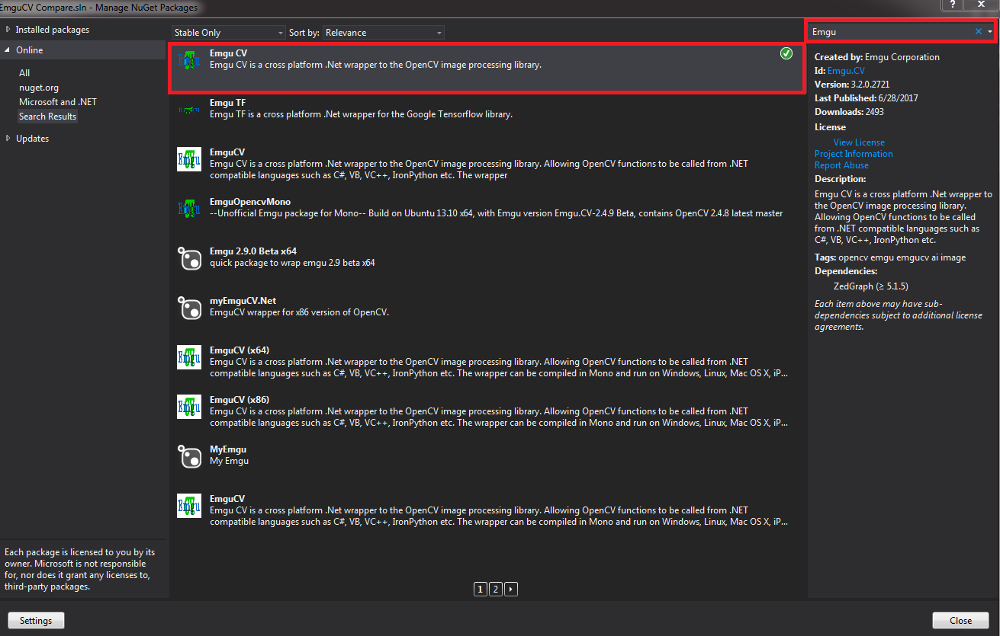 EmguCV Compare.sln - Manage NuGet Packages
?
Installed packages
Online
All
nuget.org
Microsoft and .NET
Search Results
Updates
Each package is licensed to you by its
owner. Microsoft is not responsible
for, nor does it grant any licenses to,
third-party packages.
Settings
Stable Only
Sort by: Relevance
Emgu CV
Emgu CV is a cross platform .Net wrapper to the OpenCV image processing library.
Emgu TF
Emgu TF is a cross platform .Net wrapper for the Google Tensorflow library.
EmguCV
Emgu CV is a cross platform .Net wrapper to the OpenCV image processing library. Allowing OpenCV functions to be called from .NET
compatible languages such as C#, VB, VC++, IronPython etc. The wrapper
EmguOpencvMono
--Unofficial Emgu package for Mono-- Build on Ubuntu 13.10 x64, with Emgu version Emgu.CV-2.4.9 Beta, contains OpenCV 2.4.8 latest master
Emgu 2.9.0 Beta x64
quick package to wrap emgu 2.9 beta x64
myEmguCV.Net
EmguCV wrapper for x86 version of OpenCV.
EmguCV (x64)
Emgu CV is a cross platform .Net wrapper to the OpenCV image processing library. Allowing OpenCV functions to be called from .NET
compatible languages such as C#, VB, VC++, IronPython etc. The wrapper can be compiled in Mono and run on Windows, Linux, Mac OS X, iP...
EmguCV (x86)
Emgu CV is a cross platform .Net wrapper to the OpenCV image processing library. Allowing OpenCV functions to be called from .NET
compatible languages such as C#, VB, VC++, IronPython etc. The wrapper can be compiled in Mono and run on Windows, Linux, Mac OS X, iP...
MyEmgu
My Emgu
EmguCV
Emgu CV is a cross platform .Net wrapper to the OpenCV image processing library. Allowing OpenCV functions to be called from .NET
compatible languages such as C#, VB, VC++, IronPython etc. The wrapper can be compiled in Mono and run on Windows, Linux, Mac OS X, iP...
1 2
Emgu
Created by: Emgu Corporation
Id: Emgu.CV
Version: 3.2.0.2721
Last Published: 6/28/2017
Downloads: 2493
License
View License
Project Information
Report Abuse
Description:
Emgu CV is a cross platform .Net wrapper to
the OpenCV image processing library.
Allowing OpenCV functions to be called
from .NET compatible languages such as
C#, VB, VC++, IronPython etc.
Tags: opencv emgu emgucv ai image
Dependencies:
ZedGraph (≥ 5.1.5)
Each item above may have sub-
dependencies subject to additional license
agreements.
Close